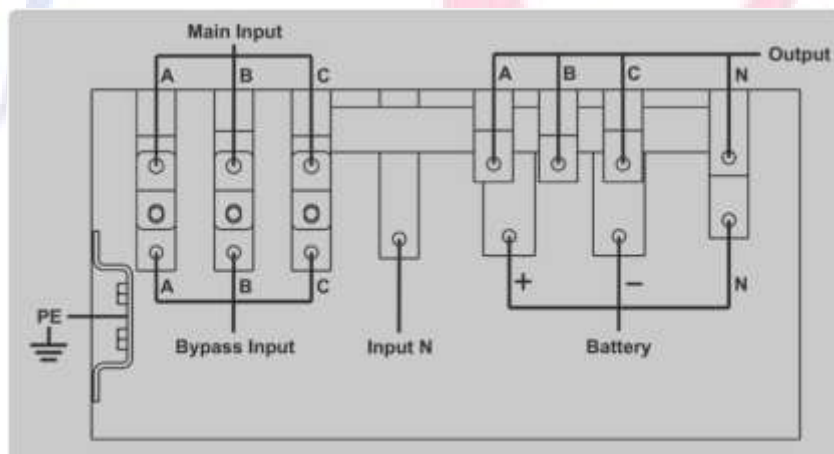 Main Input
Output
A B C
A B C N
A B C
+ − N
PE
Bypass Input
Input N
Battery